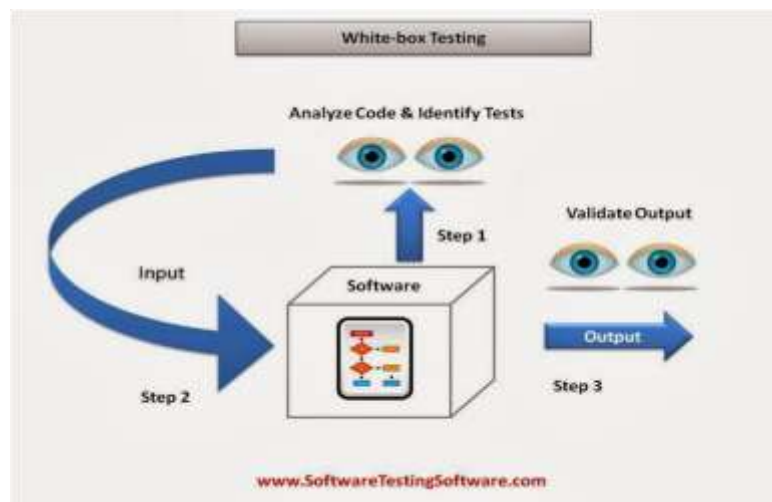 White-box Testing
Analyze Code & Identify Tests
Step 1
Validate Output
Input
Software
Output
Step 2
Step 3
www.SoftwareTestingSoftware.com